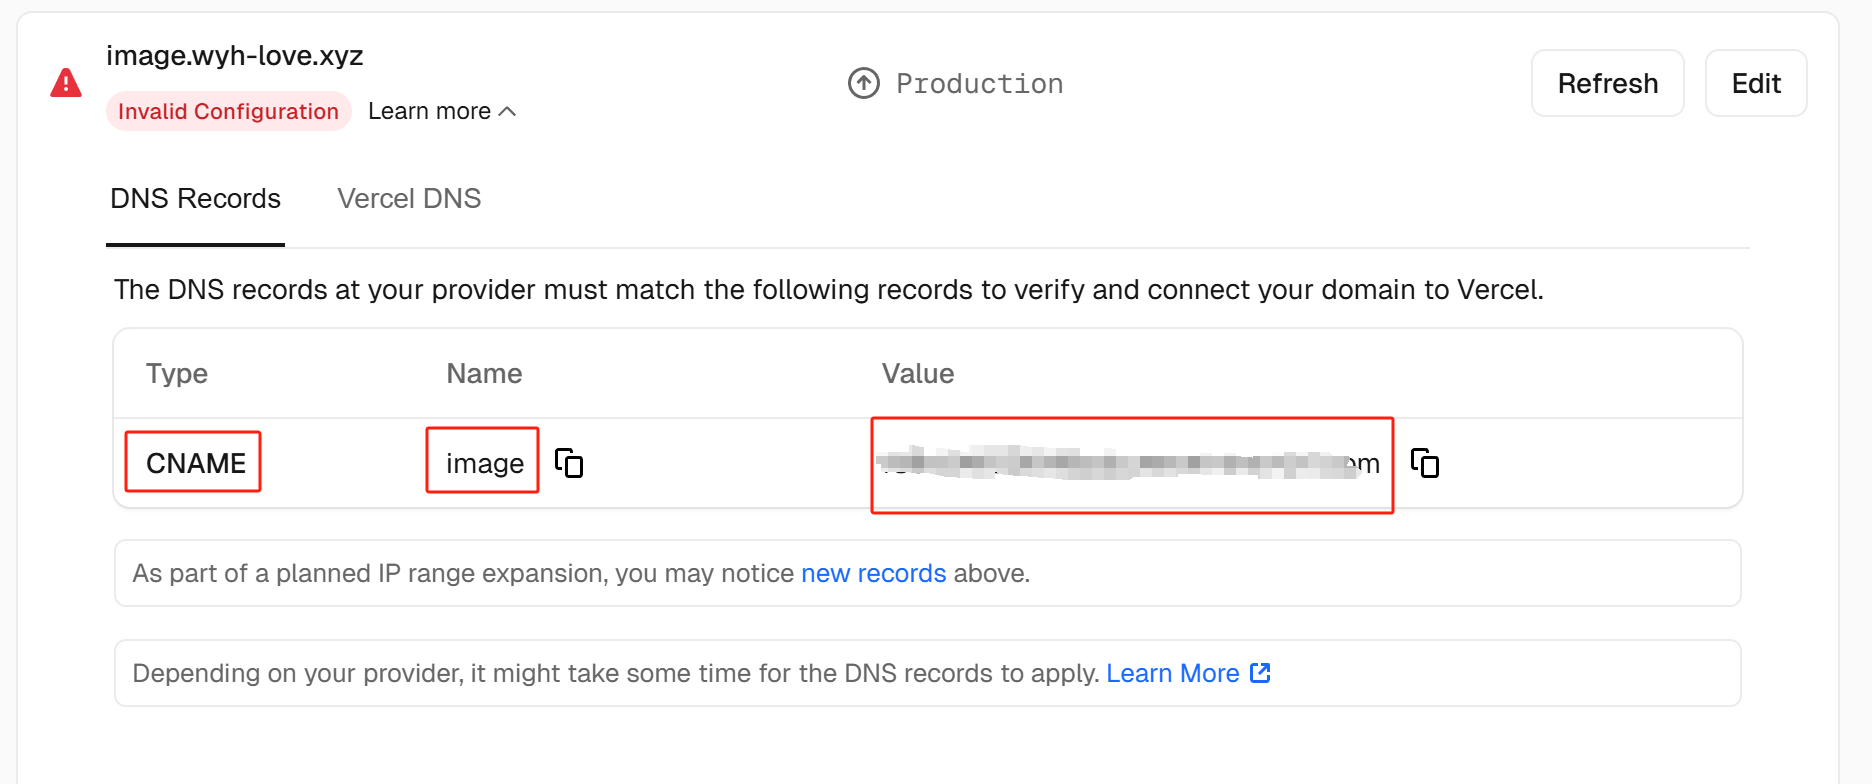 image.wyh-love.xyz
Invalid Configuration Learn more
Production
Refresh
Edit
DNS Records Vercel DNS
The DNS records at your provider must match the following records to verify and connect your domain to Vercel.
Type Name Value
CNAME image
As part of a planned IP range expansion, you may notice new records above.
Depending on your provider, it might take some time for the DNS records to apply. Learn More